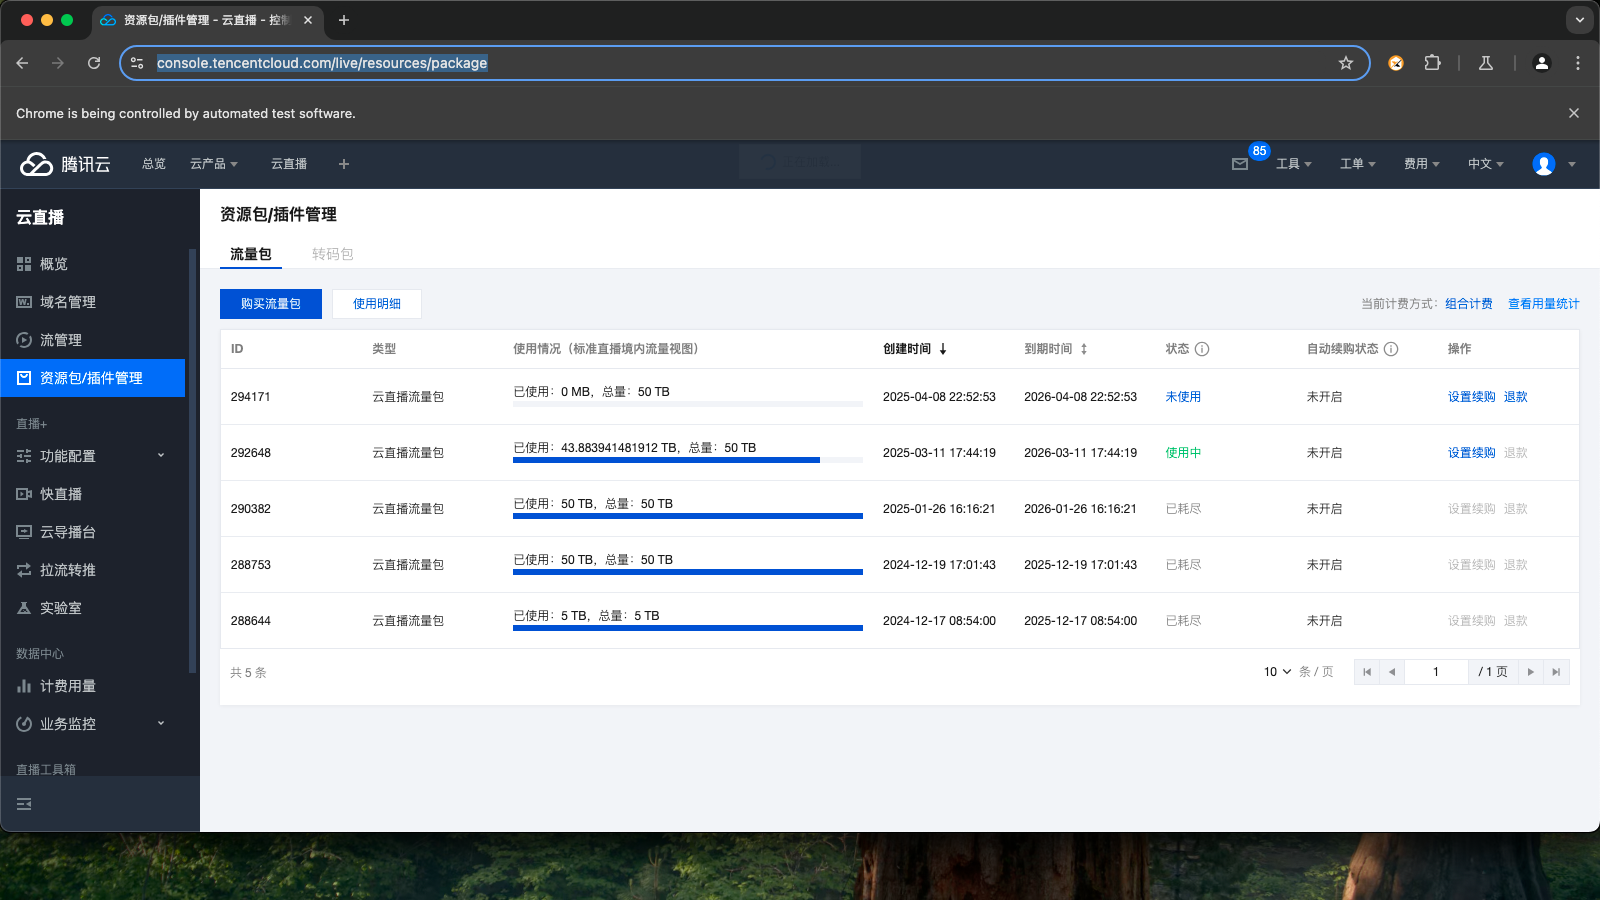 资源包/插件管理 - 云直播 - 控制
console.tencentcloud.com/live/resources/package
Chrome is being controlled by automated test software.
腾讯云
总览
云产品
云直播
85
工具
工单
费用
中文
云直播
概览
域名管理
流管理
资源包/插件管理
直播+
功能配置
快直播
云导播台
拉流转推
实验室
数据中心
计费用量
业务监控
直播工具箱
资源包/插件管理
流量包 转码包
购买流量包 使用明细 当前计费方式：组合计费 查看用量统计
ID 类型 使用情况（标准直播境内流量视图） 创建时间 到期时间 状态 自动续购状态 操作
294171 云直播流量包 已使用：0 MB，总量：50 TB 2025-04-08 22:52:53 2026-04-08 22:52:53 未使用 未开启 设置续购 退款
292648 云直播流量包 已使用：43.883941481912 TB，总量：50 TB 2025-03-11 17:44:19 2026-03-11 17:44:19 使用中 未开启 设置续购 退款
290382 云直播流量包 已使用：50 TB，总量：50 TB 2025-01-26 16:16:21 2026-01-26 16:16:21 已耗尽 未开启 设置续购 退款
288753 云直播流量包 已使用：50 TB，总量：50 TB 2024-12-19 17:01:43 2025-12-19 17:01:43 已耗尽 未开启 设置续购 退款
288644 云直播流量包 已使用：5 TB，总量：5 TB 2024-12-17 08:54:00 2025-12-17 08:54:00 已耗尽 未开启 设置续购 退款
共 5 条 10 条 / 页 1 / 1 页